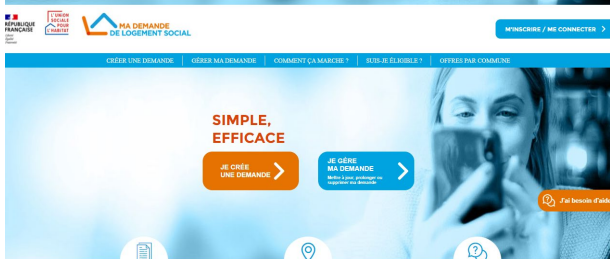 RÉPUBLIQUE
FRANÇAISE
L'UNION
SOCIALE
POUR
L'HABITAT
MA DEMANDE
DE LOGEMENT SOCIAL
M'INSCRIRE / ME CONNECTER
CRÉER UNE DEMANDE
GÉRER MA DEMANDE
COMMENT ÇA MARCHE ?
SUIS-JE ÉLIGIBLE ?
OFFRES PAR COMMUNE
SIMPLE,
EFFICACE
JE CRÉE
UNE DEMANDE
JE GÈRE
MA DEMANDE
Mettre à jour, prolonger ou
supprimer ma demande
J'ai besoin d'aide